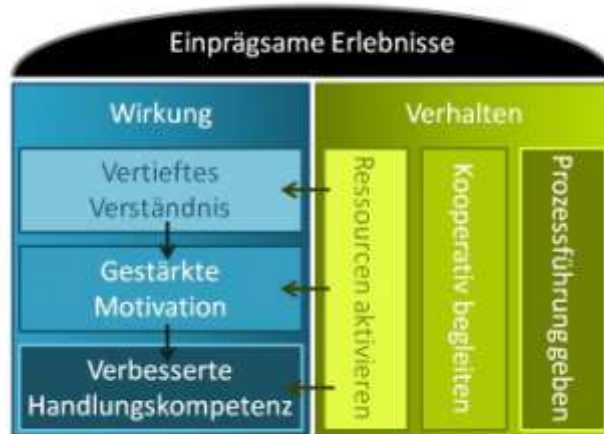 Einprägsame Erlebnisse
Wirkung
Vertieftes
Verständnis
Gestärkte
Motivation
Verbesserte
Handlungskompetenz
Verhalten
Ressourcen aktivieren
Kooperativ begleiten
Prozessführung geben